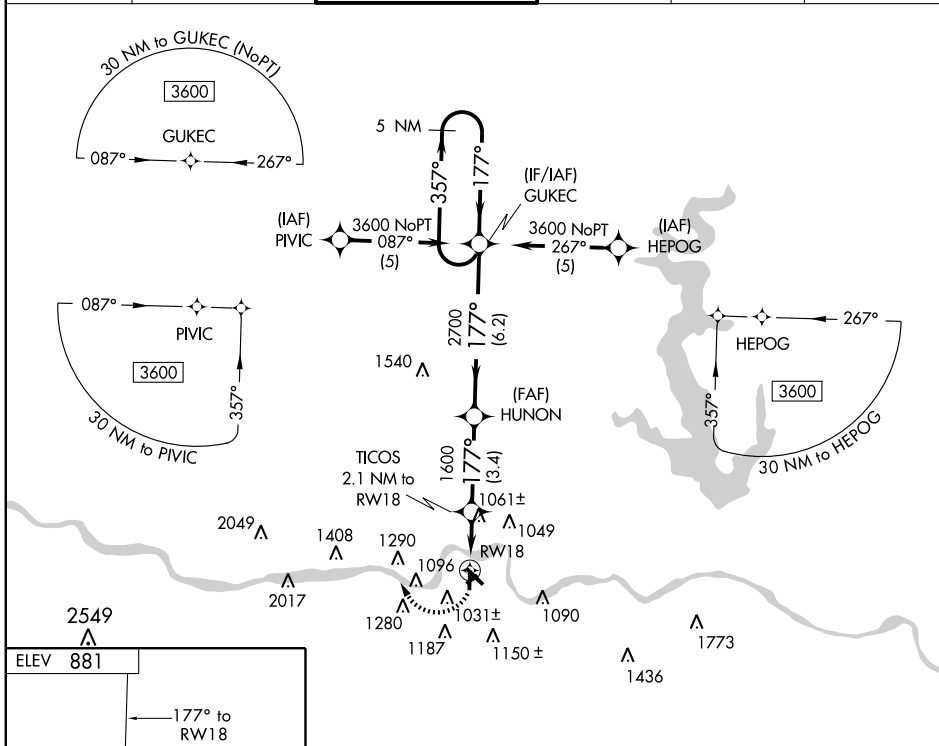 30 NM to GUKEC (NoPT)
3600
GUKEC
087°
267°
5 NM
357°
177°
(IF/IAF)
GUKEC
(IAF)
PIVIC
3600 NoPT
087°
(5)
3600 NoPT
267°
(5)
(IAF)
HEPOG
087°
PIVIC
3600
357°
30 NM to PIVIC
2700
177°
(6.2)
267°
HEPOG
3600
357°
30 NM to HEPOG
1540
(FAF)
HUNON
1600
177°
(3.4)
TICOS
2.1 NM to
RW18
1061±
1049
2049
1408
1290
1096
RW18
2017
1280
1031±
1090
1187
1150 ±
1773
1436
2549
ELEV 881
177° to
RW18